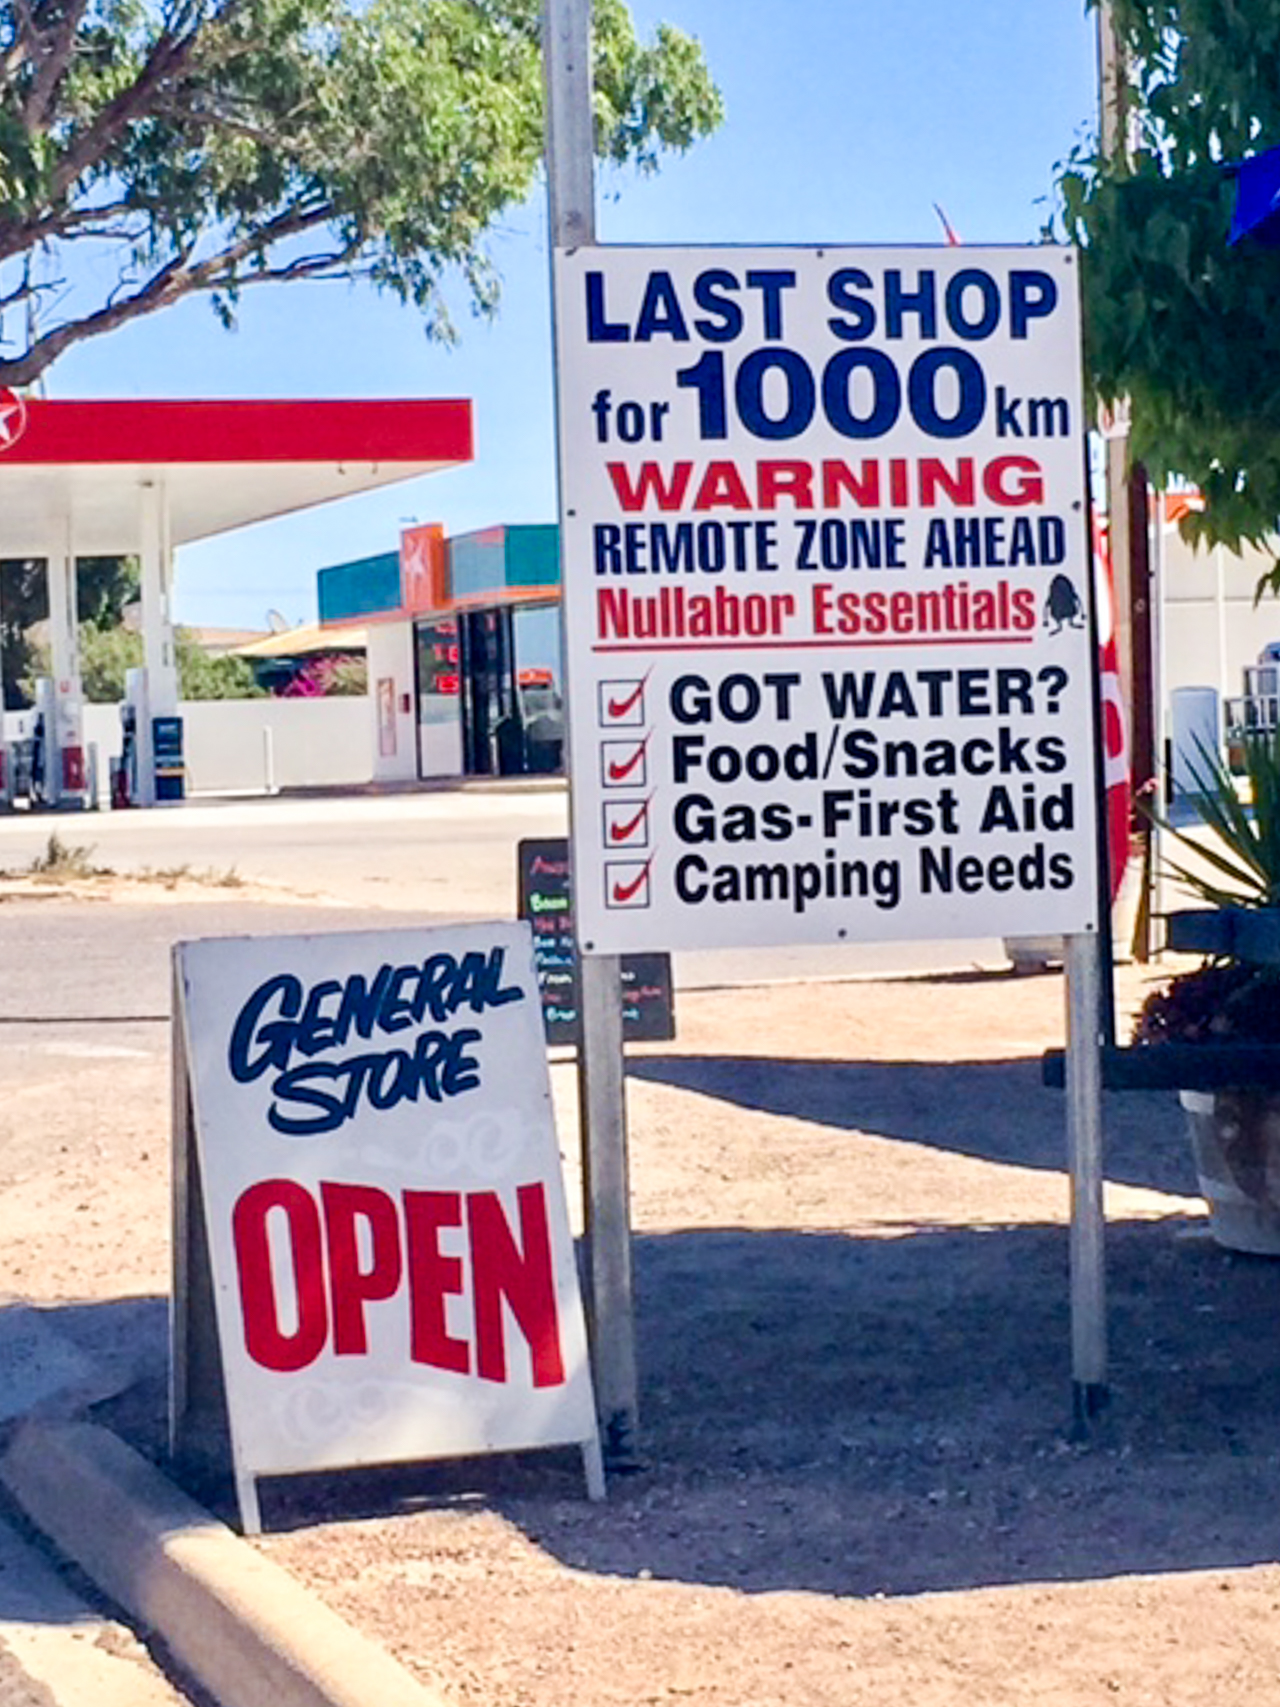 LAST SHOP
for 1000 km
WARNING
REMOTE ZONE AHEAD
Nullabor Essentials
GOT WATER?
Food/Snacks
Gas-First Aid
Camping Needs
GENERAL
STORE
OPEN